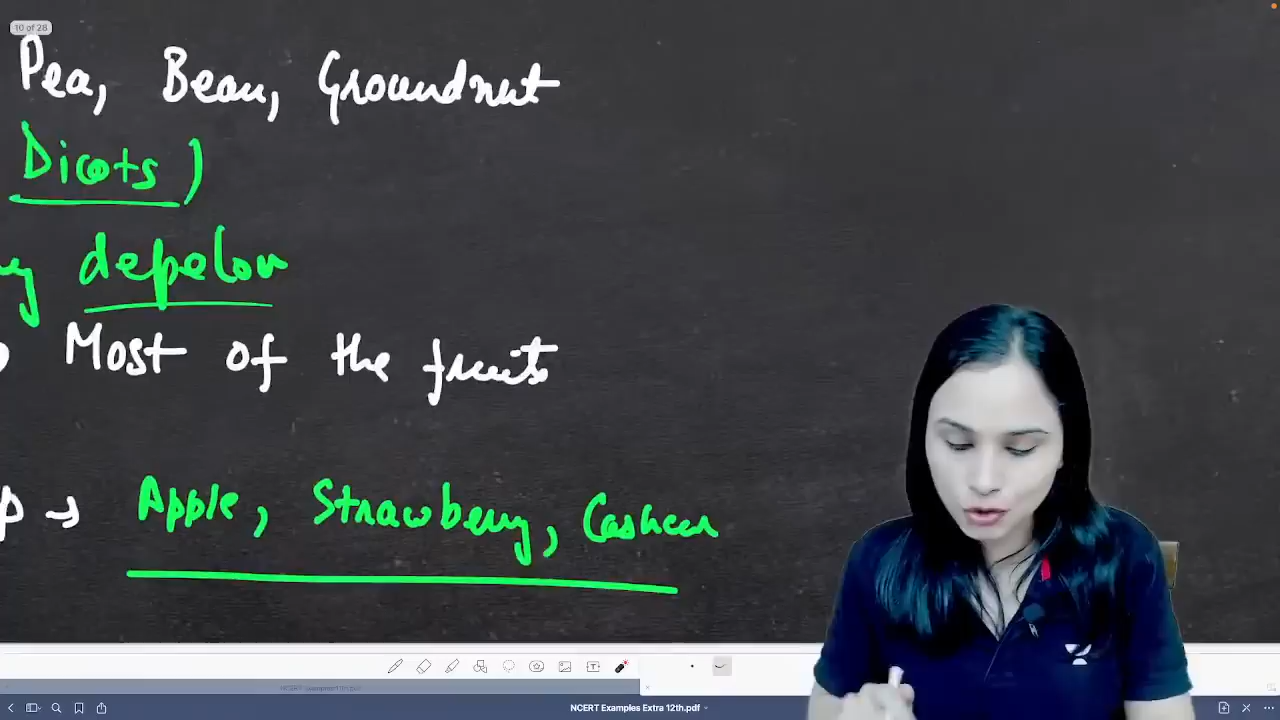 10 of 28
Pea, Bean, Groundnut
Dicots)
depelon
Most of the fruits
p → Apple, Strawberry, Cashew
NCERT Examples Extra 12th.pdf